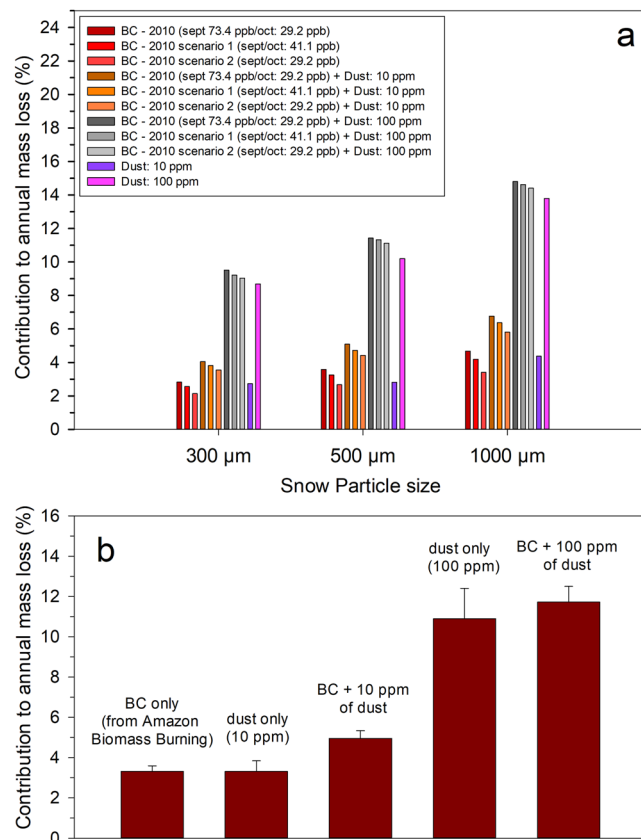 a
BC - 2010 (sept 73.4 ppb/oct: 29.2 ppb)
BC - 2010 scenario 1 (sept/oct: 41.1 ppb)
BC - 2010 scenario 2 (sept/oct: 29.2 ppb)
BC - 2010 (sept 73.4 ppb/oct: 29.2 ppb) + Dust: 10 ppm
BC - 2010 scenario 1 (sept/oct: 41.1 ppb) + Dust: 10 ppm
BC - 2010 scenario 2 (sept/oct: 29.2 ppb) + Dust: 10 ppm
BC - 2010 (sept 73.4 ppb/oct: 29.2 ppb) + Dust: 100 ppm
BC - 2010 scenario 1 (sept/oct: 41.1 ppb) + Dust: 100 ppm
BC - 2010 scenario 2 (sept/oct: 29.2 ppb) + Dust: 100 ppm
Dust: 10 ppm
Dust: 100 ppm
Contribution to annual mass loss (%)
24
22
20
18
16
14
12
10
8
6
4
2
0
300 µm
500 µm
1000 µm
Snow Particle size
b
Contribution to annual mass loss (%)
16
14
12
10
8
6
4
2
0
BC only
(from Amazon
Biomass Burning)
dust only
(10 ppm)
BC + 10 ppm
of dust
dust only
(100 ppm)
BC + 100 ppm
of dust